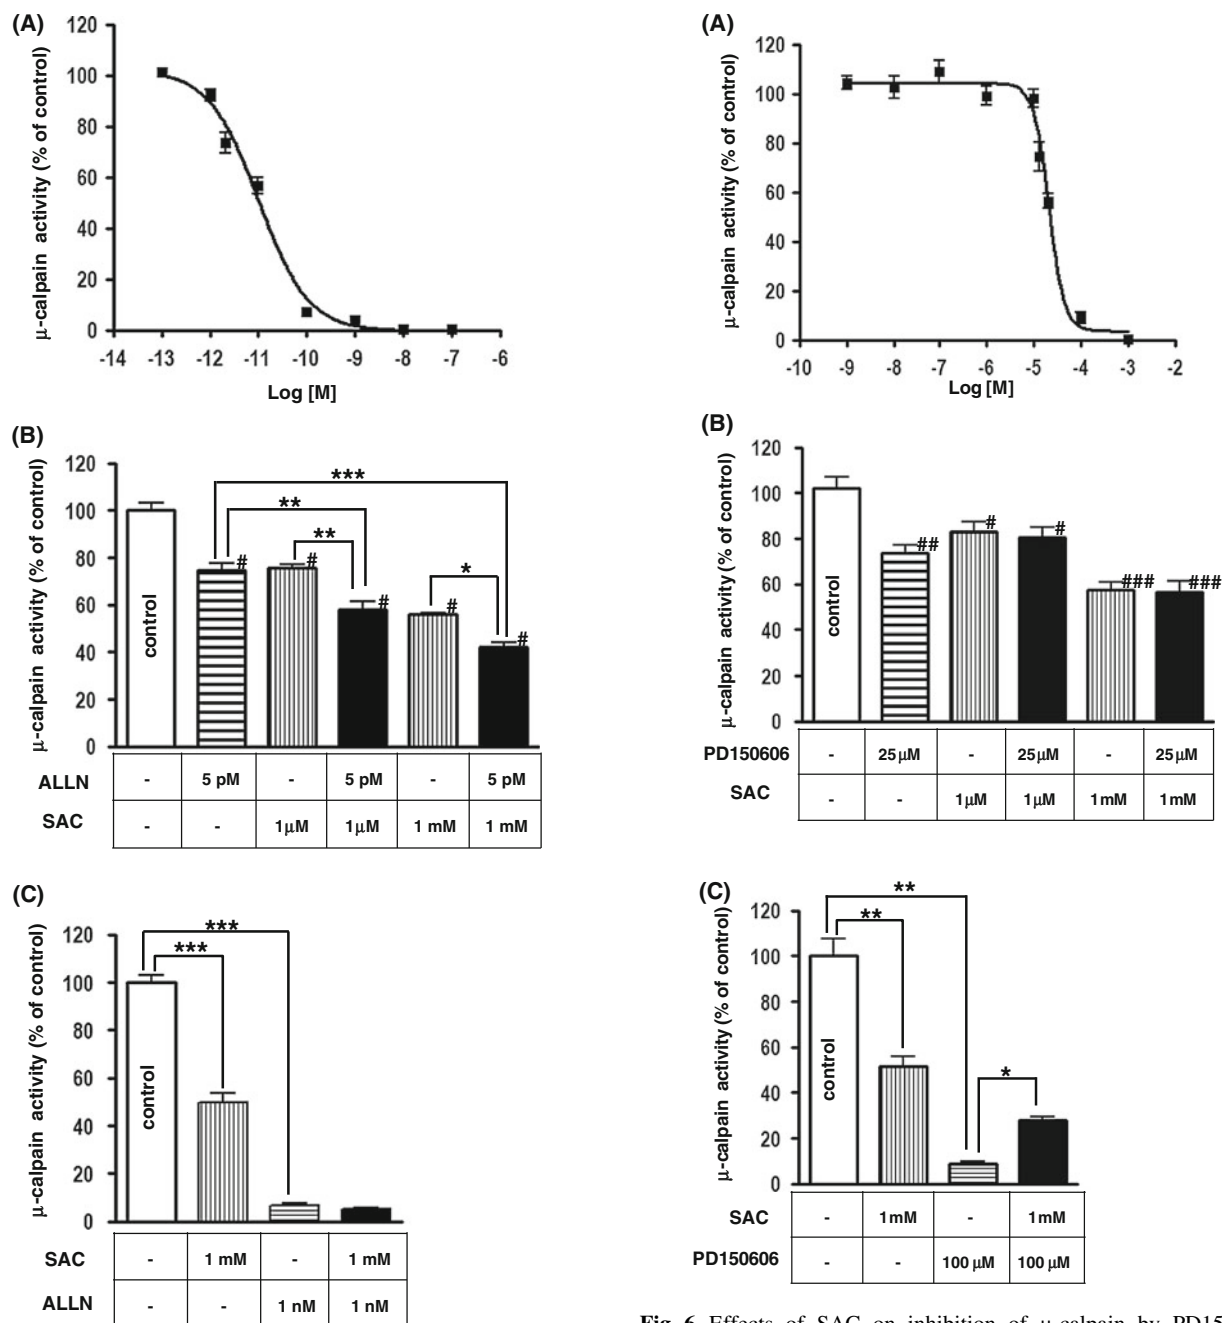 (A)
μ-calpain activity (% of control)
120
100
80
60
40
20
0
-14 -13 -12 -11 -10 -9 -8 -7 -6
Log [M]
(B)
μ-calpain activity (% of control)
120
100
80
60
40
20
0
***
**
**
*
# # # # #
control
ALLN - 5 pM - 5 pM - 5 pM
SAC - - 1μM 1μM 1 mM 1 mM
(C)
μ-calpain activity (% of control)
120
100
80
60
40
20
0
***
***
control
SAC - 1 mM - 1 mM
ALLN - - 1 nM 1 nM
(A)
μ-calpain activity (% of control)
120
100
80
60
40
20
0
-10 -9 -8 -7 -6 -5 -4 -3 -2
Log [M]
(B)
μ-calpain activity (% of control)
120
100
80
60
40
20
0
## # # ### ###
control
PD150606 - 25 μM - 25 μM - 25 μM
SAC - - 1μM 1μM 1mM 1mM
(C)
μ-calpain activity (% of control)
120
100
80
60
40
20
0
**
**
*
control
SAC - 1mM - 1mM
PD150606 - - 100 μM 100 μM
Fig. 6 Effects of SAC on inhibition of μ-calpain by PD15